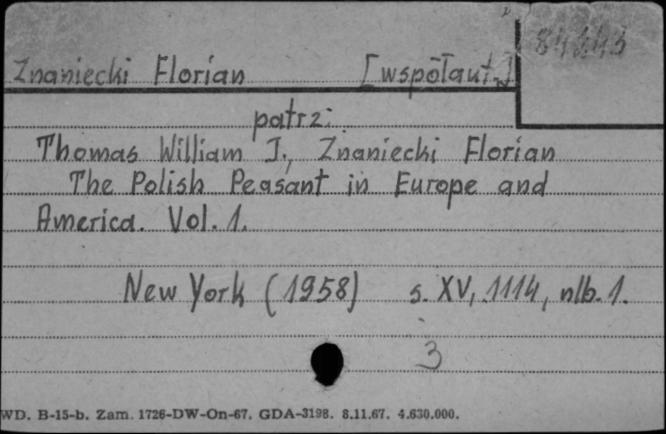 Znaniecki Florian [współaut.]
patrz:
Thomas William I., Znaniecki Florian
The Polish Peasant in Europe and
America. Vol. 1.
New York (1958) s. XV, 1114, nlb. 1.
3
WD. B-15-b. Zam. 1726-DW-On-67. GDA-3198. 8.11.67. 4.630.000.